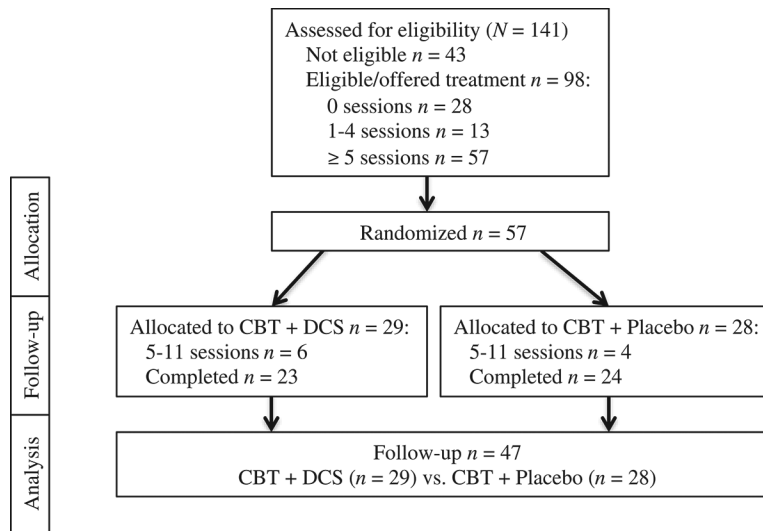 Assessed for eligibility (N = 141)
Not eligible n = 43
Eligible/offered treatment n = 98:
0 sessions n = 28
1-4 sessions n = 13
≥ 5 sessions n = 57
Allocation
Randomized n = 57
Follow-up
Allocated to CBT + DCS n = 29:
5-11 sessions n = 6
Completed n = 23
Allocated to CBT + Placebo n = 28:
5-11 sessions n = 4
Completed n = 24
Analysis
Follow-up n = 47
CBT + DCS (n = 29) vs. CBT + Placebo (n = 28)